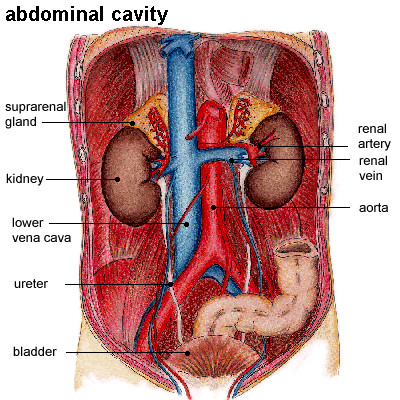 abdominal cavity
suprarenal
gland
kidney
lower
vena cava
ureter
bladder
renal
artery
renal
vein
aorta